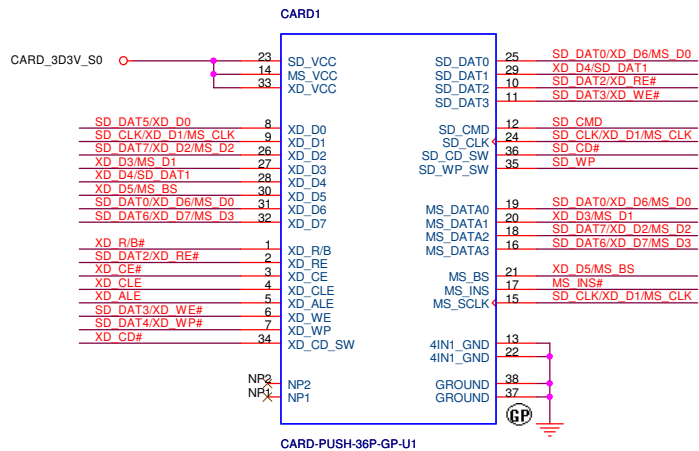 CARD1
CARD_3D3V_S0
23 SD_VCC
14 MS_VCC
33 XD_VCC
SD_DAT5/XD_D0 8 XD_D0
SD_CLK/XD_D1/MS_CLK 9 XD_D1
SD_DAT7/XD_D2/MS_D2 26 XD_D2
XD_D3/MS_D1 27 XD_D3
XD_D4/SD_DAT1 28 XD_D4
XD_D5/MS_BS 30 XD_D5
SD_DAT0/XD_D6/MS_D0 31 XD_D6
SD_DAT6/XD_D7/MS_D3 32 XD_D7
XD_R/B# 1 XD_R/B
SD_DAT2/XD_RE# 2 XD_RE
XD_CE# 3 XD_CE
XD_CLE 4 XD_CLE
XD_ALE 5 XD_ALE
SD_DAT3/XD_WE# 6 XD_WE
SD_DAT4/XD_WP# 7 XD_WP
XD_CD# 34 XD_CD_SW
NP2 NP2
NP1 NP1
SD_DAT0 25 SD_DAT0/XD_D6/MS_D0
SD_DAT1 29 XD_D4/SD_DAT1
SD_DAT2 10 SD_DAT2/XD_RE#
SD_DAT3 11 SD_DAT3/XD_WE#
SD_CMD 12 SD_CMD
SD_CLK 24 SD_CLK/XD_D1/MS_CLK
SD_CD_SW 36 SD_CD#
SD_WP_SW 35 SD_WP
MS_DATA0 19 SD_DAT0/XD_D6/MS_D0
MS_DATA1 20 XD_D3/MS_D1
MS_DATA2 18 SD_DAT7/XD_D2/MS_D2
MS_DATA3 16 SD_DAT6/XD_D7/MS_D3
MS_BS 21 XD_D5/MS_BS
MS_INS 17 MS_INS#
MS_SCLK 15 SD_CLK/XD_D1/MS_CLK
4IN1_GND 13
4IN1_GND 22
GROUND 38
GROUND 37
GP
CARD-PUSH-36P-GP-U1